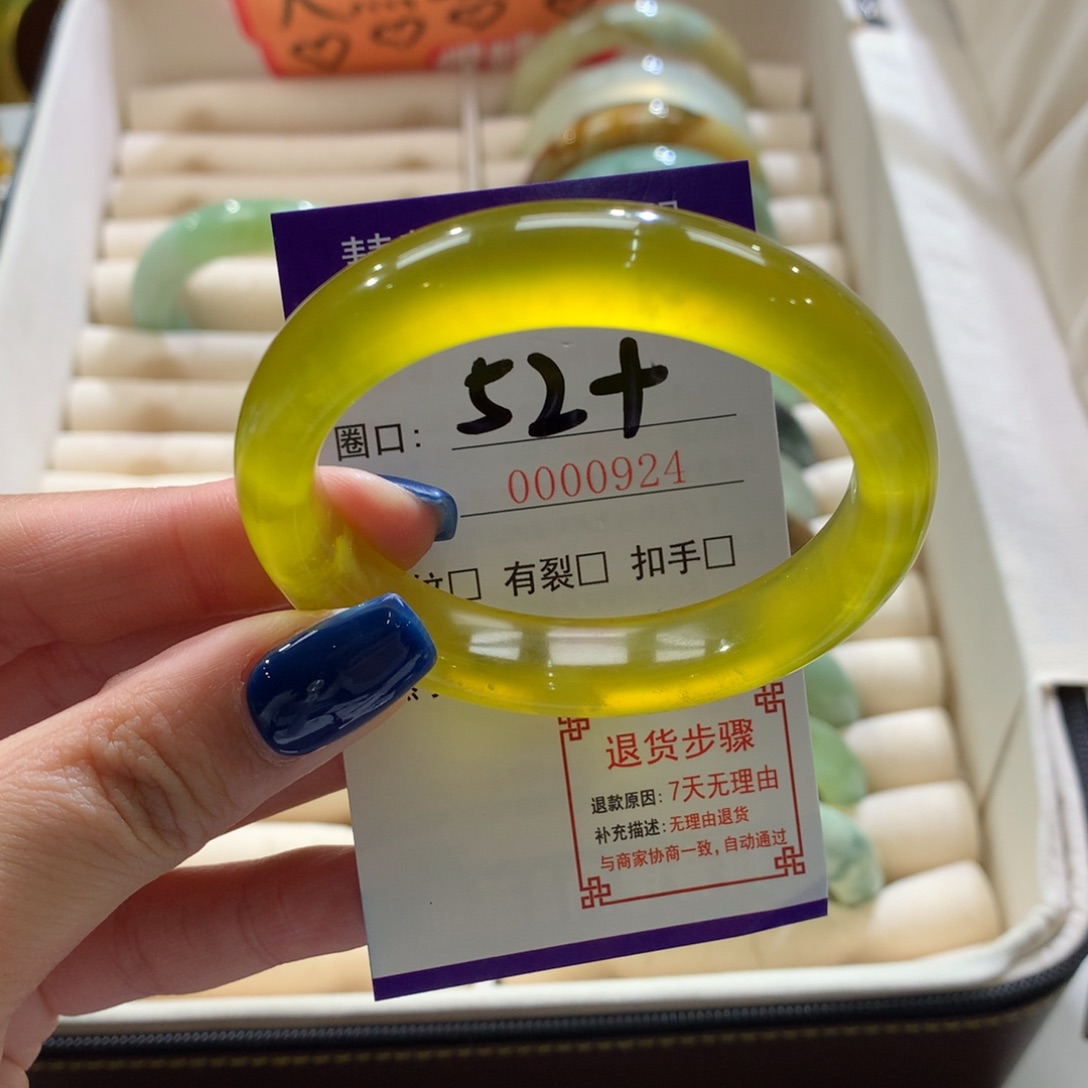 圈口: 52+
0000924
纹□ 有裂□ 扣手□
退货步骤
退款原因: 7天无理由
补充描述: 无理由退货
与商家协商一致, 自动通过